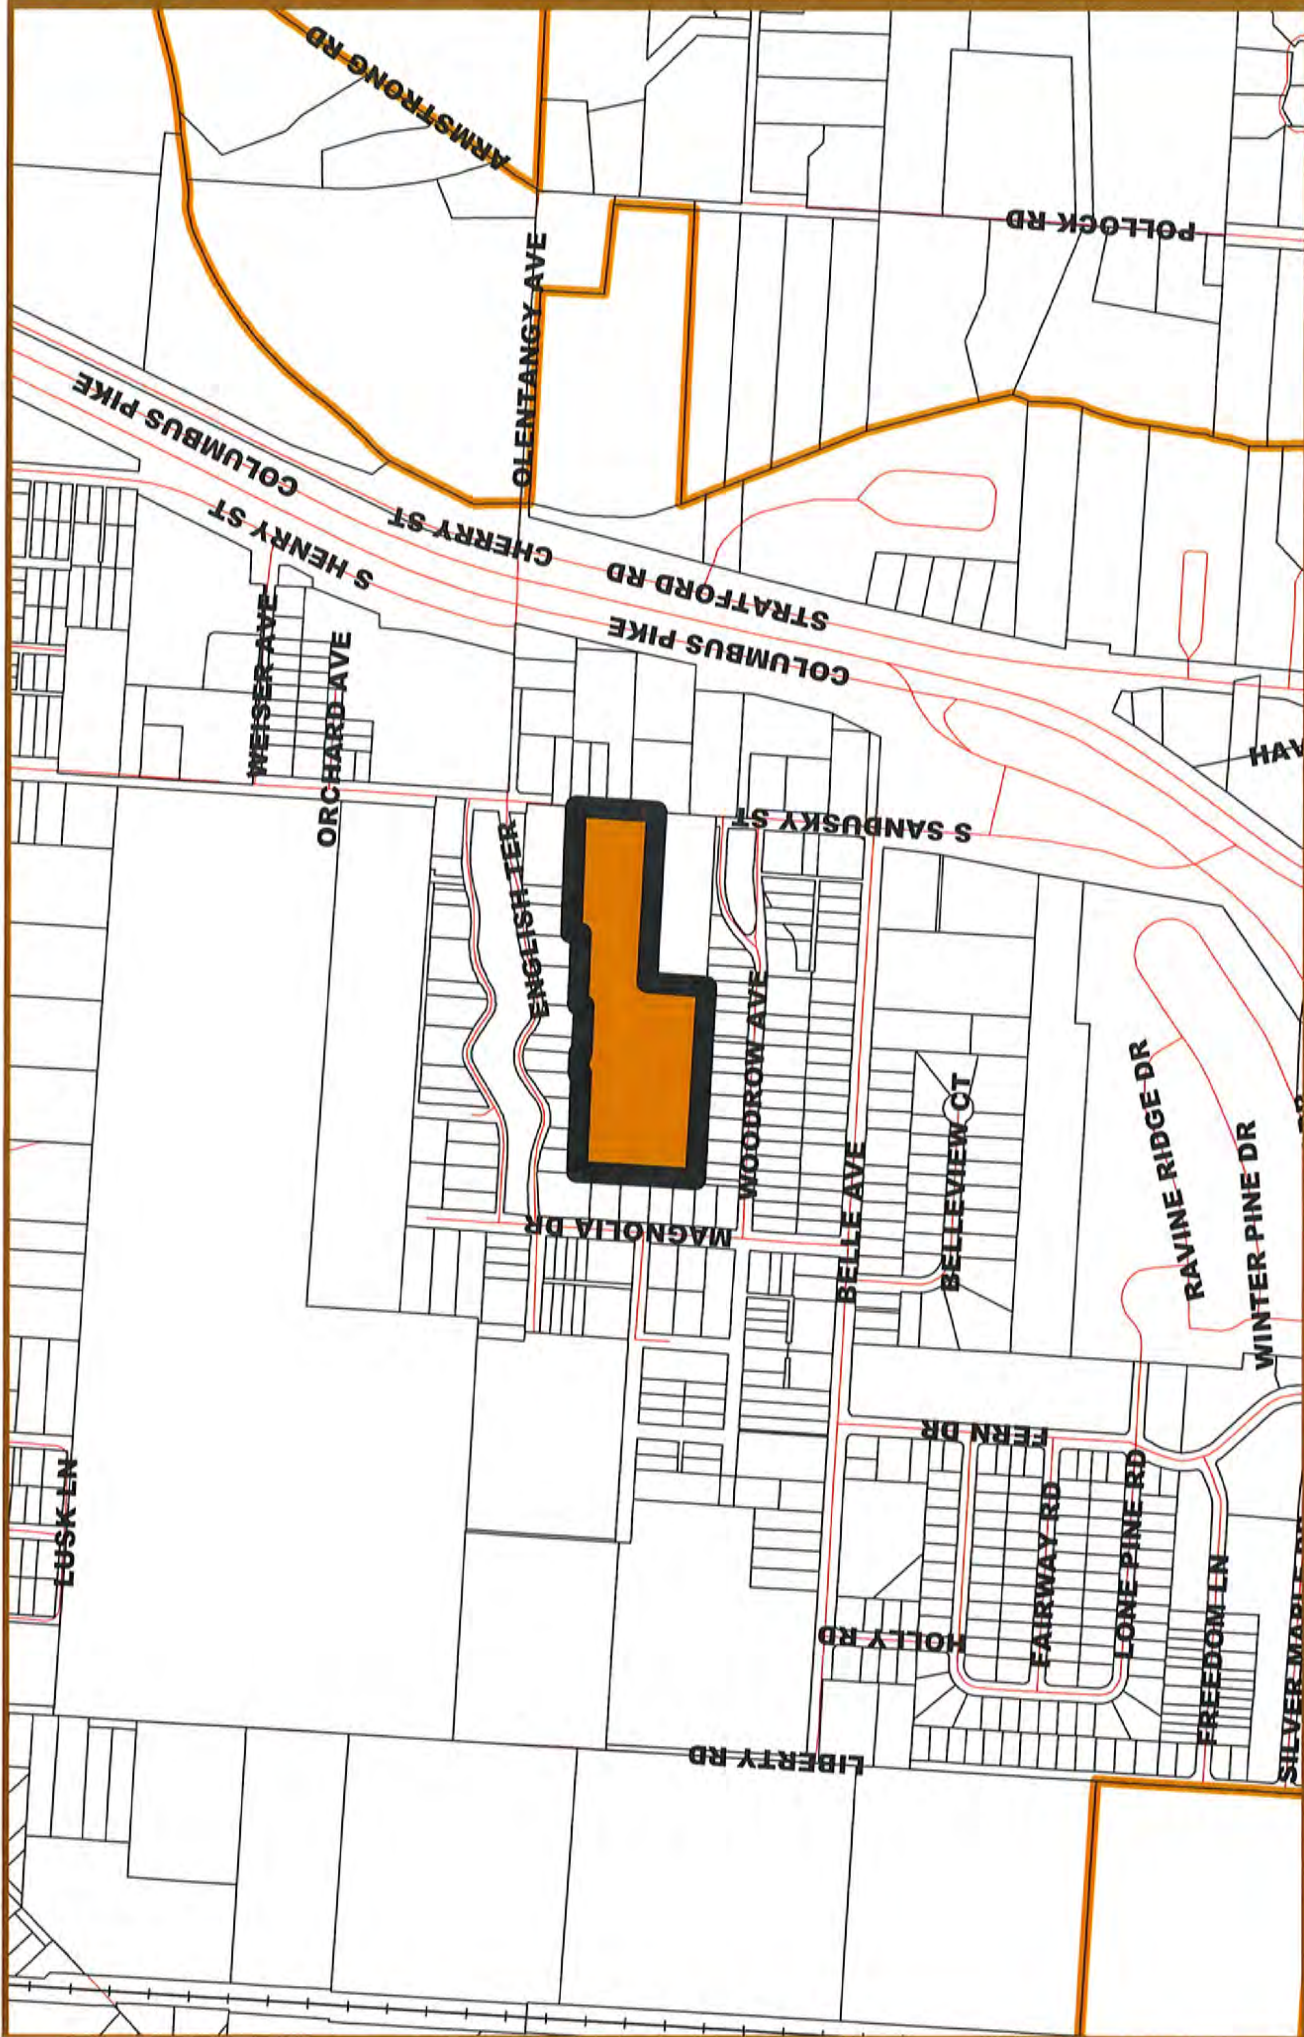 ARMSTRONG RD
POLLOCK RD
OLENTANGY AVE
COLUMBUS PIKE
CHERRY ST
S HENRY ST
STRATFORD RD
COLUMBUS PIKE
WEISER AVE
ORCHARD AVE
HAV
S SANDUSKY ST
ENGLISH TER
WOODROW AVE
BELLE AVE
BELLEVIEW CT
RAVINE RIDGE DR
WINTER PINE DR
DR
MAGNOLIA DR
FERN DR
LUSK LN
FAIRWAY RD
LONE PINE RD
FREEDOM LN
HOLLY RD
LIBERTY RD